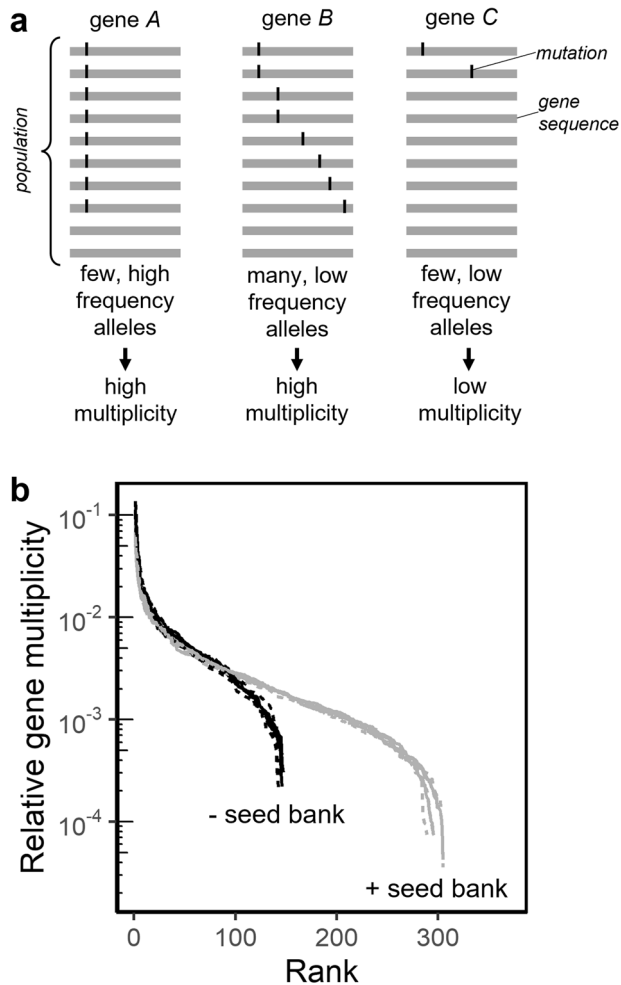 a
gene A
gene B
gene C
mutation
gene
sequence
population
few, high
frequency
alleles
many, low
frequency
alleles
few, low
frequency
alleles
high
multiplicity
high
multiplicity
low
multiplicity
b
Relative gene multiplicity
10-1
10-2
10-3
10-4
- seed bank
+ seed bank
0
100
200
300
Rank